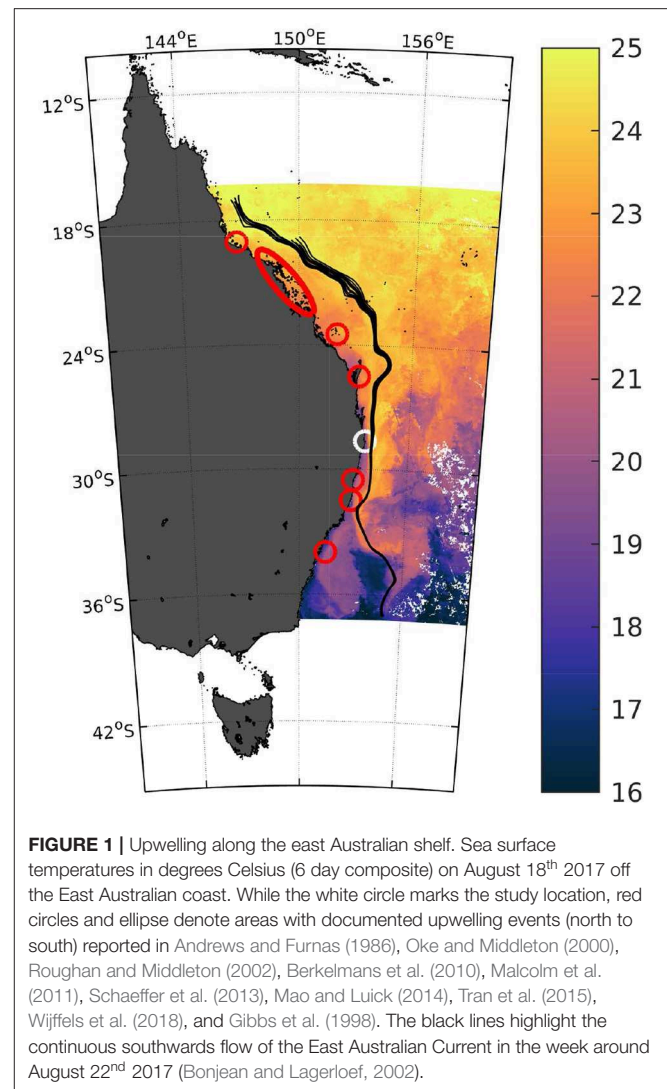 144°E 150°E 156°E
12°S
18°S
24°S
30°S
36°S
42°S
25
24
23
22
21
20
19
18
17
16
FIGURE 1 | Upwelling along the east Australian shelf. Sea surface
temperatures in degrees Celsius (6 day composite) on August 18th 2017 off
the East Australian coast. While the white circle marks the study location, red
circles and ellipse denote areas with documented upwelling events (north to
south) reported in Andrews and Furnas (1986), Oke and Middleton (2000),
Roughan and Middleton (2002), Berkelmans et al. (2010), Malcolm et al.
(2011), Schaeffer et al. (2013), Mao and Luick (2014), Tran et al. (2015),
Wijffels et al. (2018), and Gibbs et al. (1998). The black lines highlight the
continuous southwards flow of the East Australian Current in the week around
August 22nd 2017 (Bonjean and Lagerloef, 2002).